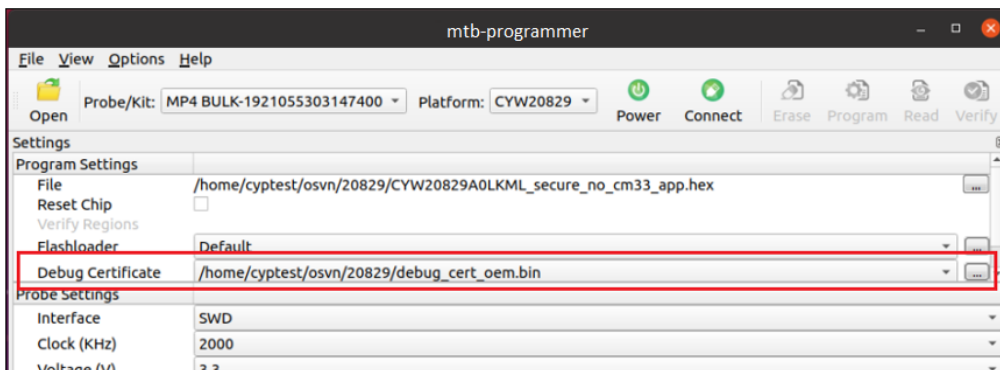 mtb-programmer
File View Options Help
Open Probe/Kit: MP4 BULK-1921055303147400 Platform: CYW20829 Power Connect Erase Program Read Verify
Settings
Program Settings
File /home/cyptest/osvn/20829/CYW20829A0LKML_secure_no_cm33_app.hex ...
Reset Chip
Verify Regions
Flashloader Default ...
Debug Certificate /home/cyptest/osvn/20829/debug_cert_oem.bin ...
Probe Settings
Interface SWD
Clock (KHz) 2000
Voltage (V) 3.3